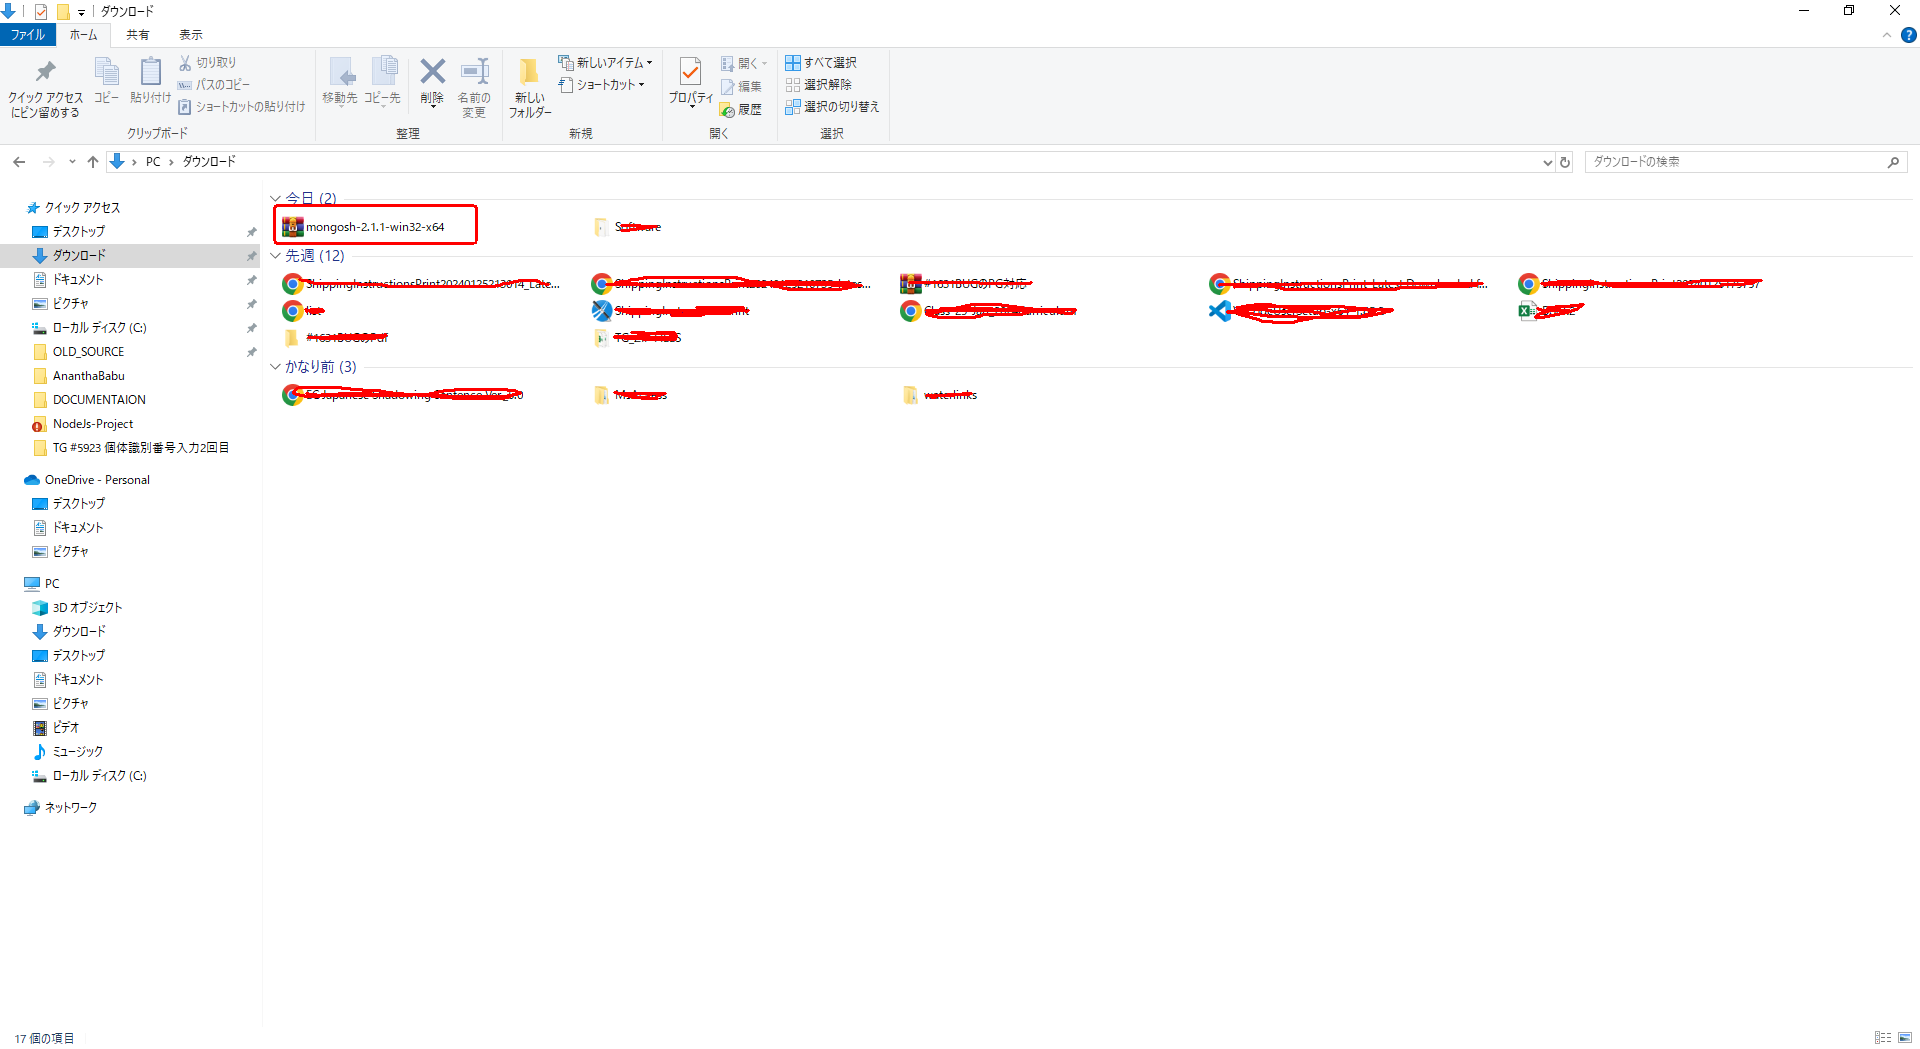 ダウンロード
ファイル ホーム 共有 表示
クイック アクセス
にピン留めする
コピー
貼り付け
切り取り
パスのコピー
ショートカットの貼り付け
クリップボード
移動先
コピー先
削除
名前の
変更
整理
新しい
フォルダー
新しいアイテム
ショートカット
新規
プロパティ
開く
編集
履歴
開く
すべて選択
選択解除
選択の切り替え
選択
PC ダウンロード
ダウンロードの検索
クイック アクセス
デスクトップ
ダウンロード
ドキュメント
ピクチャ
ローカル ディスク (C:)
OLD_SOURCE
AnanthaBabu
DOCUMENTAION
NodeJs-Project
TG #5923 個体識別番号入力2回目
OneDrive - Personal
デスクトップ
ドキュメント
ピクチャ
PC
3D オブジェクト
ダウンロード
デスクトップ
ドキュメント
ピクチャ
ビデオ
ミュージック
ローカル ディスク (C:)
ネットワーク
今日 (2)
mongosh-2.1.1-win32-x64
Software
先週 (12)
list
かなり前 (3)
waterlinks
17 個の項目